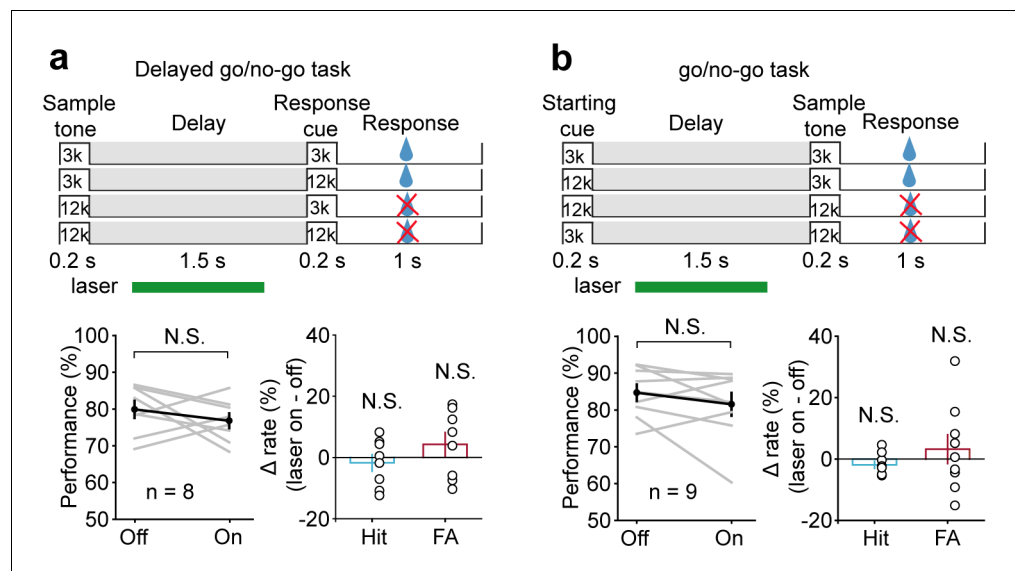 a
Delayed go/no-go task
Sample tone
Delay
Response cue
Response
3k
3k
3k
12k
12k
3k
12k
12k
0.2 s
1.5 s
0.2 s
1 s
laser
Performance (%)
100
90
80
70
60
50
N.S.
n = 8
Off
On
Δ rate (%)
(laser on - off)
40
20
0
-20
N.S.
N.S.
Hit
FA
b
go/no-go task
Starting cue
Delay
Sample tone
Response
3k
3k
12k
3k
12k
12k
3k
12k
0.2 s
1.5 s
0.2 s
1 s
laser
Performance (%)
100
90
80
70
60
50
N.S.
n = 9
Off
On
Δ rate (%)
(laser on - off)
40
20
0
-20
N.S.
N.S.
Hit
FA